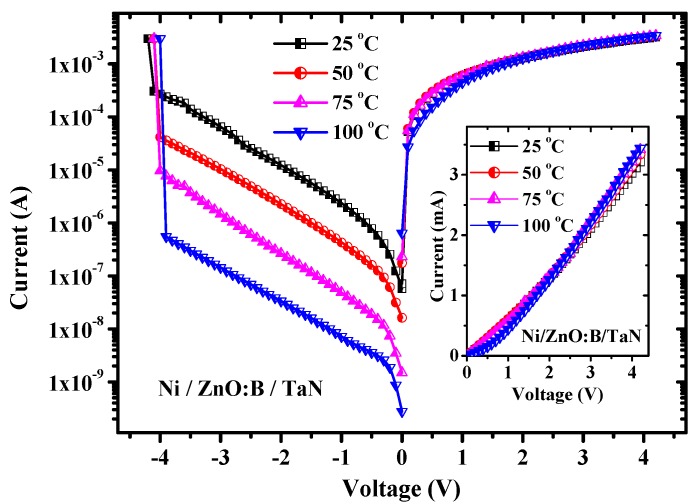 Current (A)
1x10⁻³
1x10⁻⁴
1x10⁻⁵
1x10⁻⁶
1x10⁻⁷
1x10⁻⁸
1x10⁻⁹
25 °C
50 °C
75 °C
100 °C
Ni / ZnO:B / TaN
-4 -3 -2 -1 0 1 2 3 4
Voltage (V)
Current (mA)
3
2
1
0
25 °C
50 °C
75 °C
100 °C
Ni/ZnO:B/TaN
0 1 2 3 4
Voltage (V)